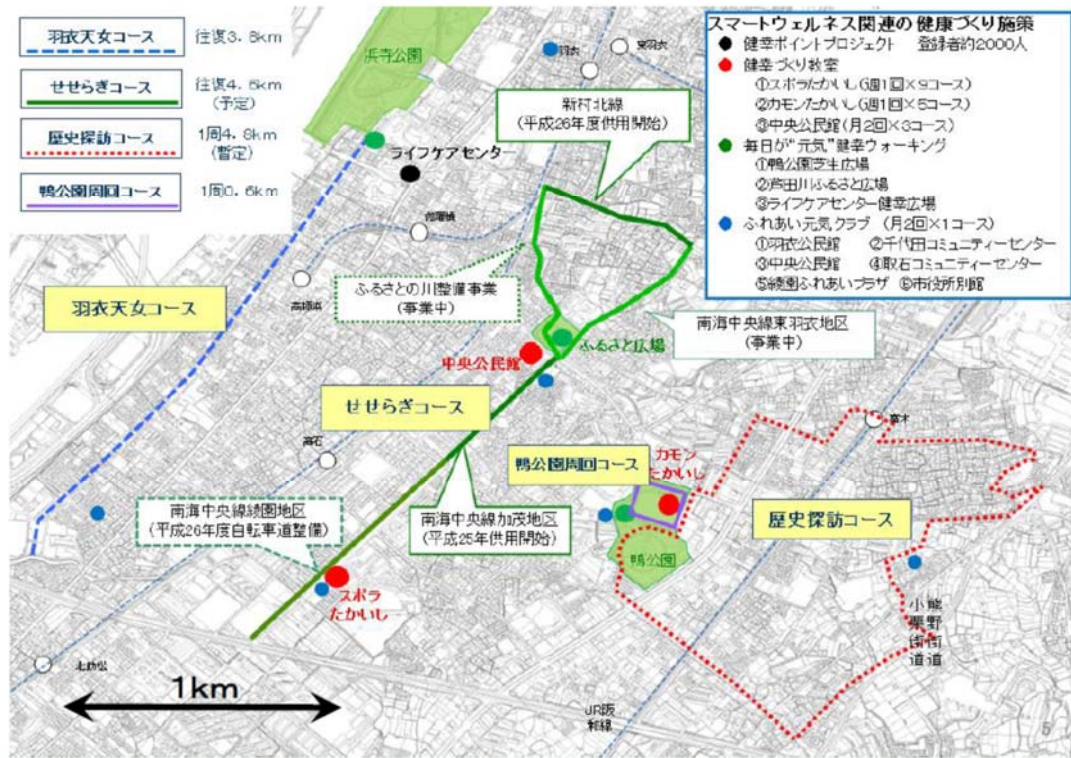 羽衣天女コース 往復3.8km
せせらぎコース 往復4.6km
(予定)
歴史探訪コース 1周4.8km
(暫定)
鴨公園周回コース 1周0.6km
スマートウェルネス関連の健康づくり施策
健幸ポイントプロジェクト 登録者約2000人
健幸づくり教室
①スポラたかいし(週1回×9コース)
②カモンたかいし(週1回×5コース)
③中央公民館(月2回×3コース)
毎日が“元気”健幸ウォーキング
①鴨公園芝生広場
②芦田川ふるさと広場
③ライフケアセンター健幸広場
ふれあい元気クラブ (月2回×1コース)
①羽衣公民館 ②千代田コミュニティーセンター
③中央公民館 ④取石コミュニティーセンター
⑤綾園ふれあいプラザ ⑥市役所別館
浜寺公園
羽衣
東羽衣
新村北線
(平成26年度供用開始)
ライフケアセンター
伽羅橋
高師浜
ふるさとの川整備事業
(事業中)
羽衣天女コース
南海中央線東羽衣地区
(事業中)
ふるさと広場
中央公民館
せせらぎコース
富木
高石
鴨公園周回コース
カモン
たかいし
歴史探訪コース
南海中央線綾園地区
(平成26年度自転車道整備)
南海中央線加茂地区
(平成25年供用開始)
鴨公園
スポラ
たかいし
熊野街道
小栗街道
北助松
1km
JR阪
和線
5